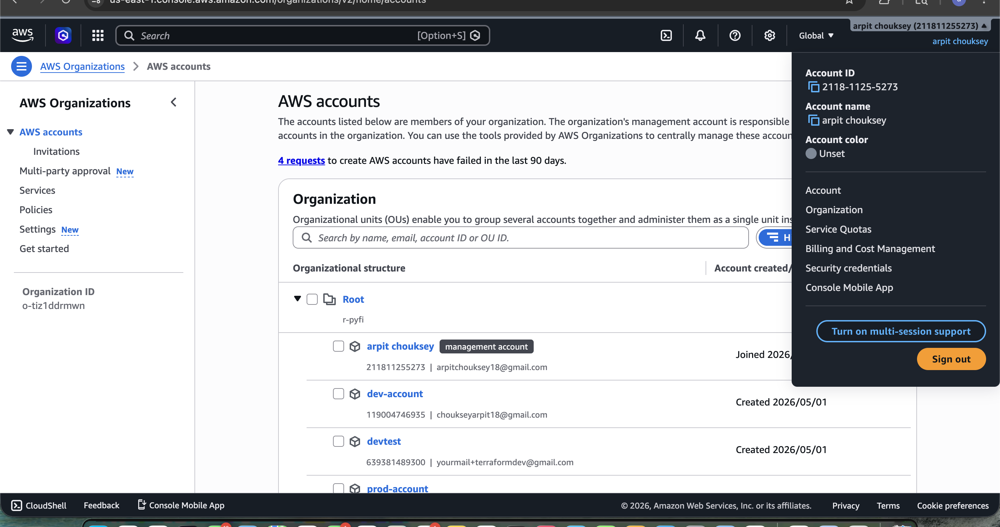 us-east-1.console.aws.amazon.com/organizations/v2/home/accounts
aws
Search
[Option+S]
Global
arpit chouksey (211811255273)
arpit chouksey
AWS Organizations
AWS accounts
AWS Organizations
AWS accounts
Invitations
Multi-party approval New
Services
Policies
Settings New
Get started
Organization ID
o-tiz1ddrmwn
AWS accounts
The accounts listed below are members of your organization. The organization's management account is responsible
accounts in the organization. You can use the tools provided by AWS Organizations to centrally manage these accoun
4 requests to create AWS accounts have failed in the last 90 days.
Organization
Organizational units (OUs) enable you to group several accounts together and administer them as a single unit ins
Search by name, email, account ID or OU ID.
H
Organizational structure
Account created/
Root
r-pyfi
arpit chouksey management account
Joined 2026/
211811255273 | arpitchouksey18@gmail.com
dev-account
Created 2026/05/01
119004746935 | choukseyarpit18@gmail.com
devtest
Created 2026/05/01
639381489300 | yourmail+terraformdev@gmail.com
prod-account
Account ID
2118-1125-5273
Account name
arpit chouksey
Account color
Unset
Account
Organization
Service Quotas
Billing and Cost Management
Security credentials
Console Mobile App
Turn on multi-session support
Sign out
CloudShell
Feedback
Console Mobile App
© 2026, Amazon Web Services, Inc. or its affiliates.
Privacy
Terms
Cookie preferences